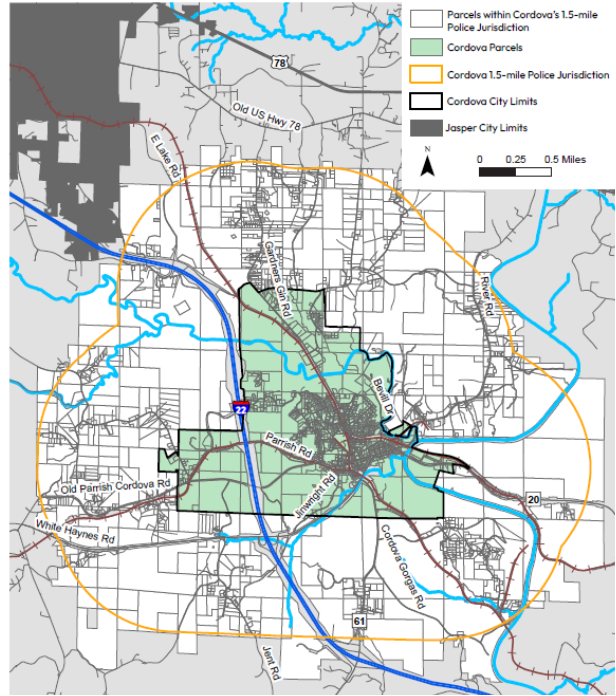 Parcels within Cordova's 1.5-mile
Police Jurisdiction
Cordova Parcels
Cordova 1.5-mile Police Jurisdiction
Cordova City Limits
Jasper City Limits
N
0 0.25 0.5 Miles
78
Old US Hwy 78
E Lake Rd
Gardners Gin Rd
River Rd
Bevill Dr
22
Parrish Rd
Old Parrish Cordova Rd
Jinwright Rd
20
White Haynes Rd
Cordova Gorgas Rd
61
Jent Rd